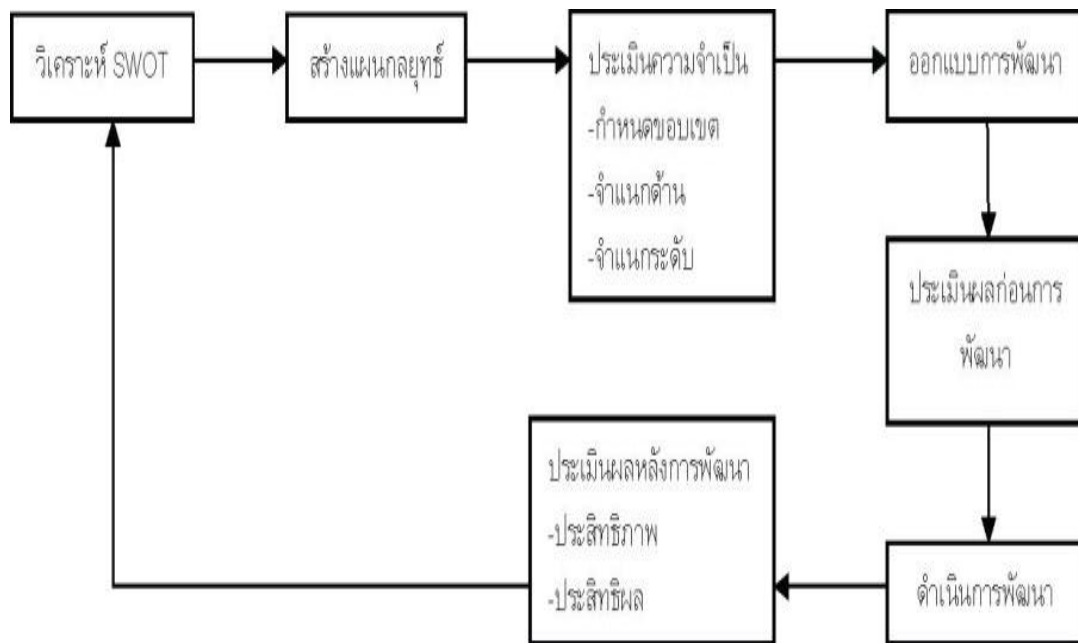 วิเคราะห์ SWOT
สร้างแผนกลยุทธ์
ประเมินความจำเป็น
-กำหนดขอบเขต
-จำแนกด้าน
-จำแนกระดับ
ออกแบบการพัฒนา
ประเมินผลก่อนการ
พัฒนา
ดำเนินการพัฒนา
ประเมินผลหลังการพัฒนา
-ประสิทธิภาพ
-ประสิทธิผล